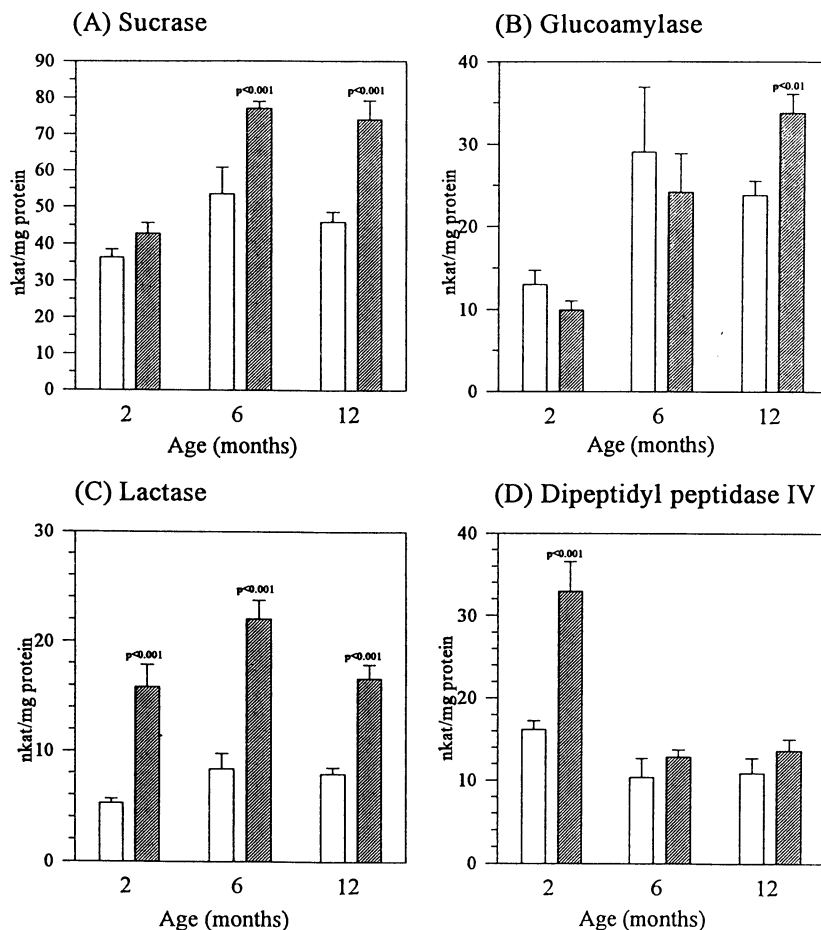 (A) Sucrase
90
80
70
60
50
40
30
20
10
0
nkat/mg protein
p<0.001
p<0.001
2 6 12
Age (months)
(B) Glucoamylase
40
30
20
10
0
nkat/mg protein
p<0.01
2 6 12
Age (months)
(C) Lactase
30
20
10
0
nkat/mg protein
p<0.001
p<0.001
p<0.001
2 6 12
Age (months)
(D) Dipeptidyl peptidase IV
40
30
20
10
0
nkat/mg protein
p<0.001
2 6 12
Age (months)